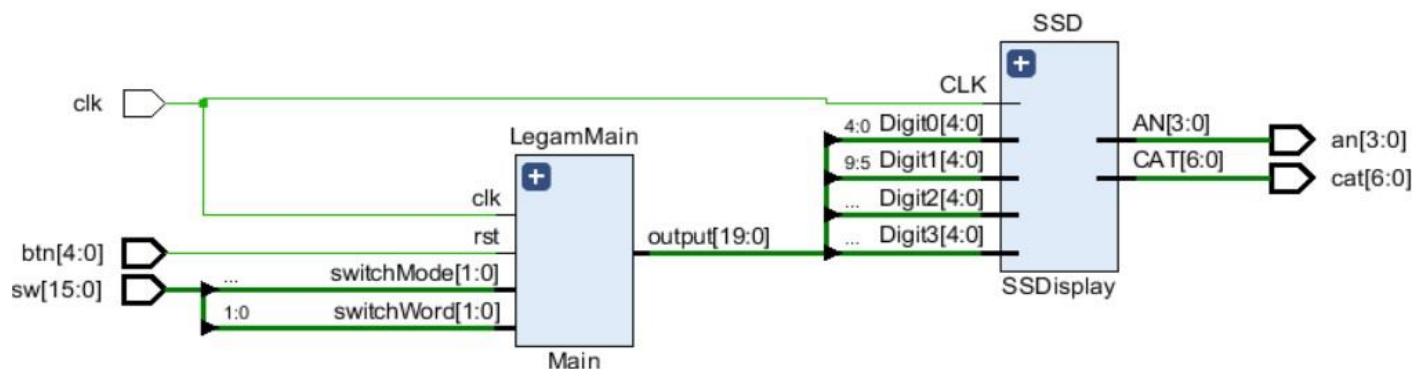 SSD
clk
CLK
LegamMain
4:0 Digit0[4:0]
AN[3:0]
an[3:0]
9:5 Digit1[4:0]
CAT[6:0]
cat[6:0]
clk
... Digit2[4:0]
btn[4:0]
rst
output[19:0]
... Digit3[4:0]
sw[15:0]
... switchMode[1:0]
SSDisplay
1:0 switchWord[1:0]
Main